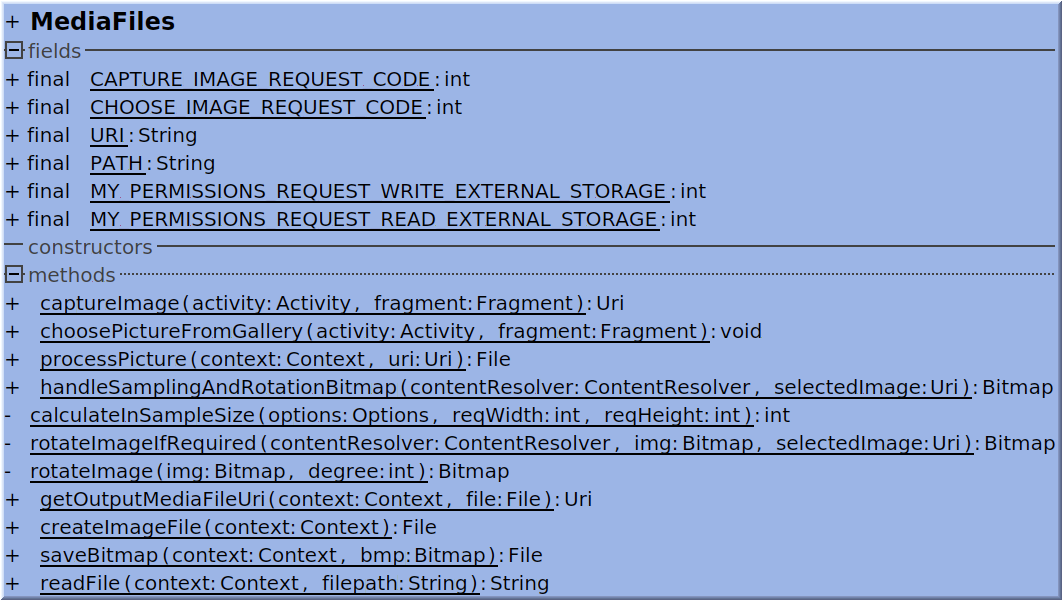 + MediaFiles
fields
+ final CAPTURE_IMAGE_REQUEST_CODE : int
+ final CHOOSE_IMAGE_REQUEST_CODE : int
+ final URI : String
+ final PATH : String
+ final MY_PERMISSIONS_REQUEST_WRITE_EXTERNAL_STORAGE : int
+ final MY_PERMISSIONS_REQUEST_READ_EXTERNAL_STORAGE : int
constructors
methods
+ captureImage(activity:Activity, fragment:Fragment) : Uri
+ choosePictureFromGallery(activity:Activity, fragment:Fragment) : void
+ processPicture(context:Context, uri:Uri) : File
+ handleSamplingAndRotationBitmap(contentResolver:ContentResolver, selectedImage:Uri) : Bitmap
- calculateInSampleSize(options:Options, reqWidth:int, reqHeight:int) : int
- rotateImageIfRequired(contentResolver:ContentResolver, img:Bitmap, selectedImage:Uri) : Bitmap
- rotateImage(img:Bitmap, degree:int) : Bitmap
+ getOutputMediaFileUri(context:Context, file:File) : Uri
+ createImageFile(context:Context) : File
+ saveBitmap(context:Context, bmp:Bitmap) : File
+ readFile(context:Context, filepath:String) : String